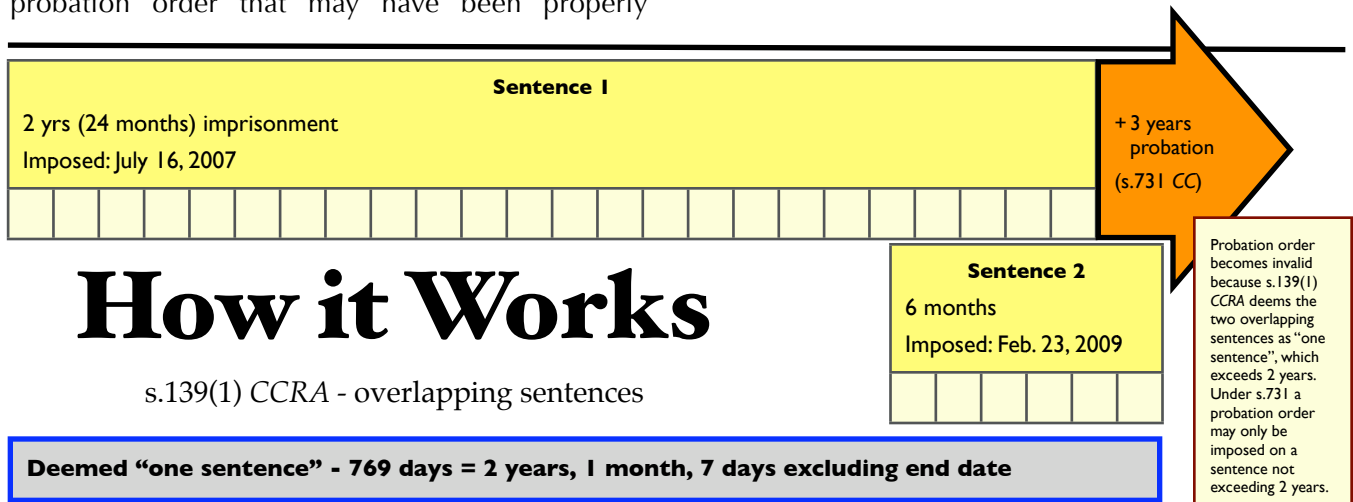 probation order that may have been properly
Sentence 1
2 yrs (24 months) imprisonment
Imposed: July 16, 2007
+ 3 years
probation
(s.731 CC)
How it Works
s.139(1) CCRA - overlapping sentences
Sentence 2
6 months
Imposed: Feb. 23, 2009
Probation order
becomes invalid
because s.139(1)
CCRA deems the
two overlapping
sentences as “one
sentence”, which
exceeds 2 years.
Under s.731 a
probation order
may only be
imposed on a
sentence not
exceeding 2 years.
Deemed “one sentence” - 769 days = 2 years, 1 month, 7 days excluding end date